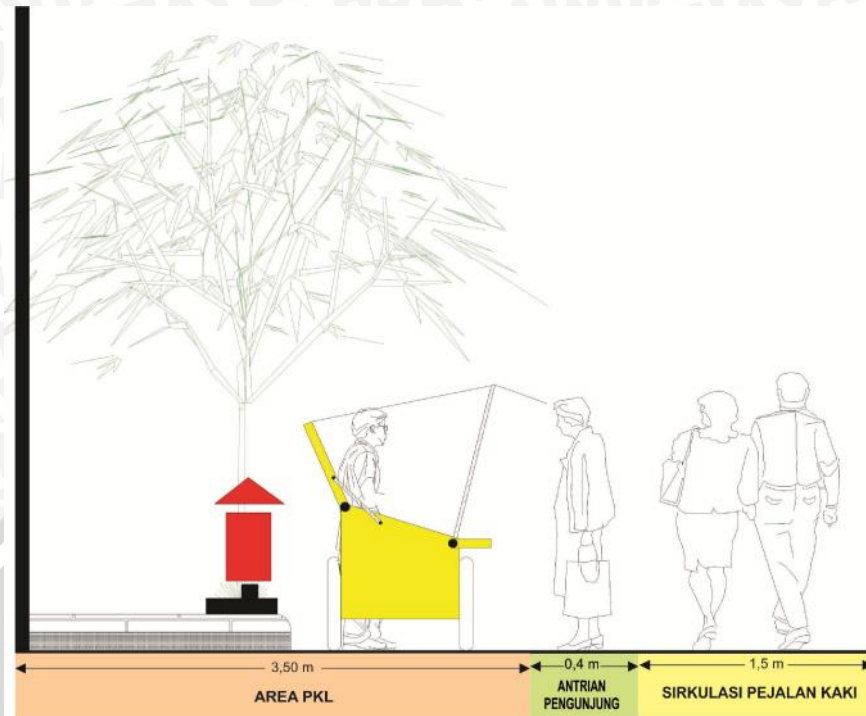 3,50 m
0,4 m
1,5 m
AREA PKL
ANTRIAN
PENGUNJUNG
SIRKULASI PEJALAN KAKI